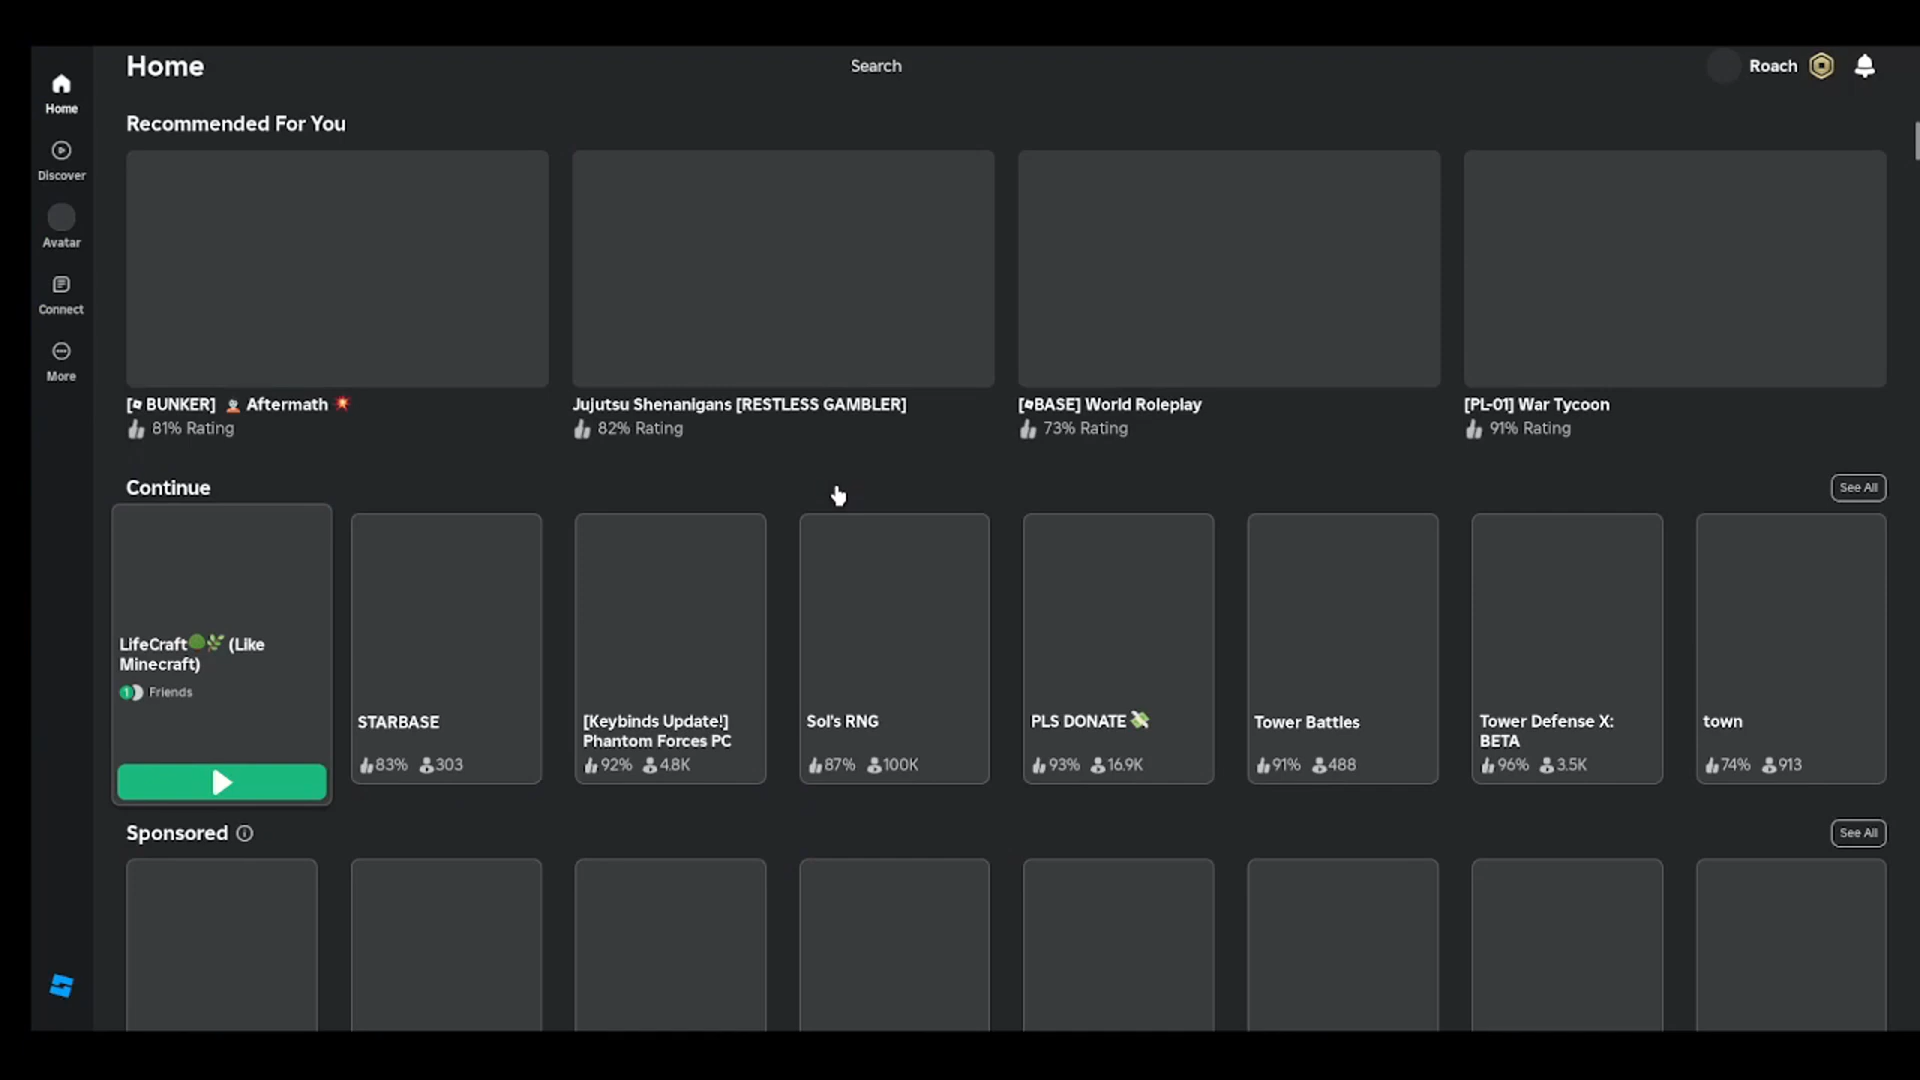 Home
Search
Roach
Home
Discover
Avatar
Connect
More
Recommended For You
[BUNKER] Aftermath
81% Rating
Jujutsu Shenanigans [RESTLESS GAMBLER]
82% Rating
[BASE] World Roleplay
73% Rating
[PL-01] War Tycoon
91% Rating
Continue
See All
LifeCraft (Like
Minecraft)
1 Friends
STARBASE
83% 303
[Keybinds Update!]
Phantom Forces PC
92% 4.8K
Sol's RNG
87% 100K
PLS DONATE
93% 16.9K
Tower Battles
91% 488
Tower Defense X:
BETA
96% 3.5K
town
74% 913
Sponsored
See All